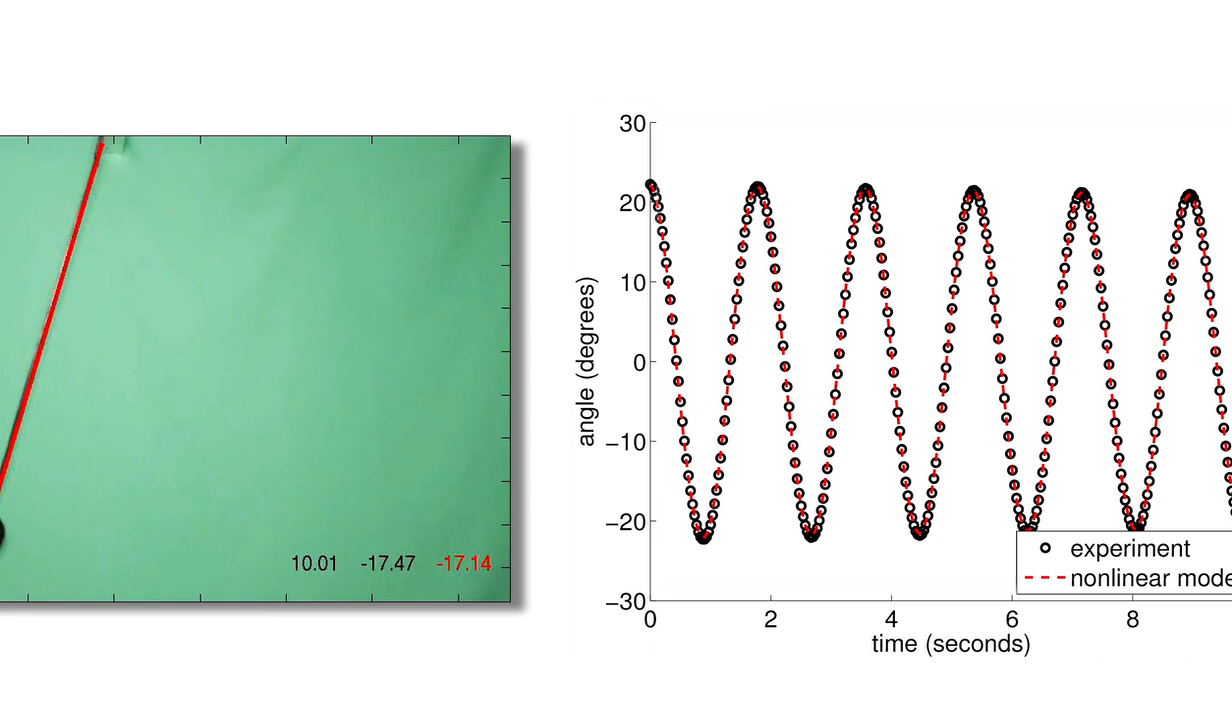 10.01 -17.47 -17.14
30
20
10
0
−10
−20
−30
angle (degrees)
experiment
nonlinear mode
0 2 4 6 8
time (seconds)